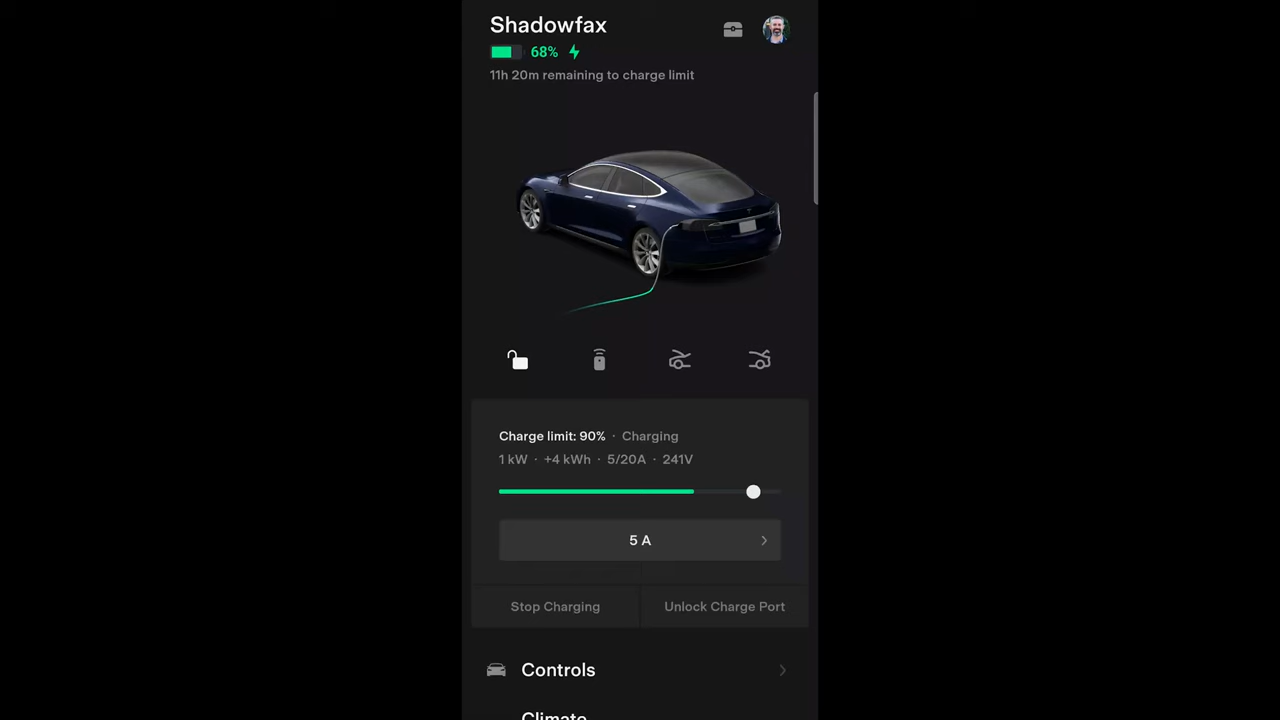 Shadowfax
68%
11h 20m remaining to charge limit
Charge limit: 90% · Charging
1 kW · +4 kWh · 5/20A · 241V
5 A
Stop Charging
Unlock Charge Port
Controls
Climate